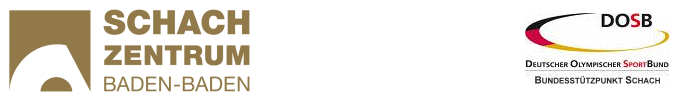 SCHACH
ZENTRUM
BADEN-BADEN
DOSB
DEUTSCHER OLYMPISCHER SPORTBUND
BUNDESSTÜTZPUNKT SCHACH